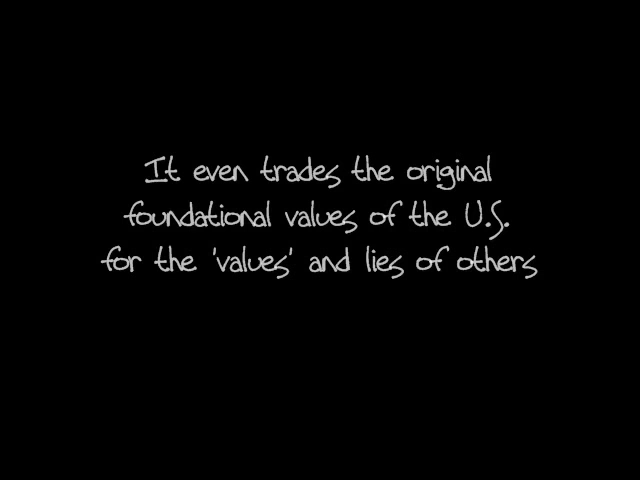 It even trades the original
foundational values of the U.S.
for the 'values' and lies of others